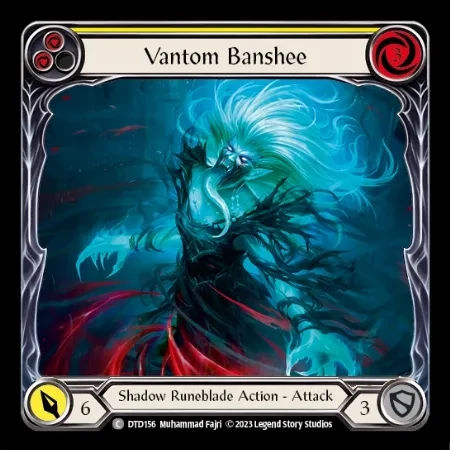 Vantom Banshee
3
6
Shadow Runeblade Action - Attack
3
C DTD156 Muhammad Fajri © 2023 Legend Story Studios